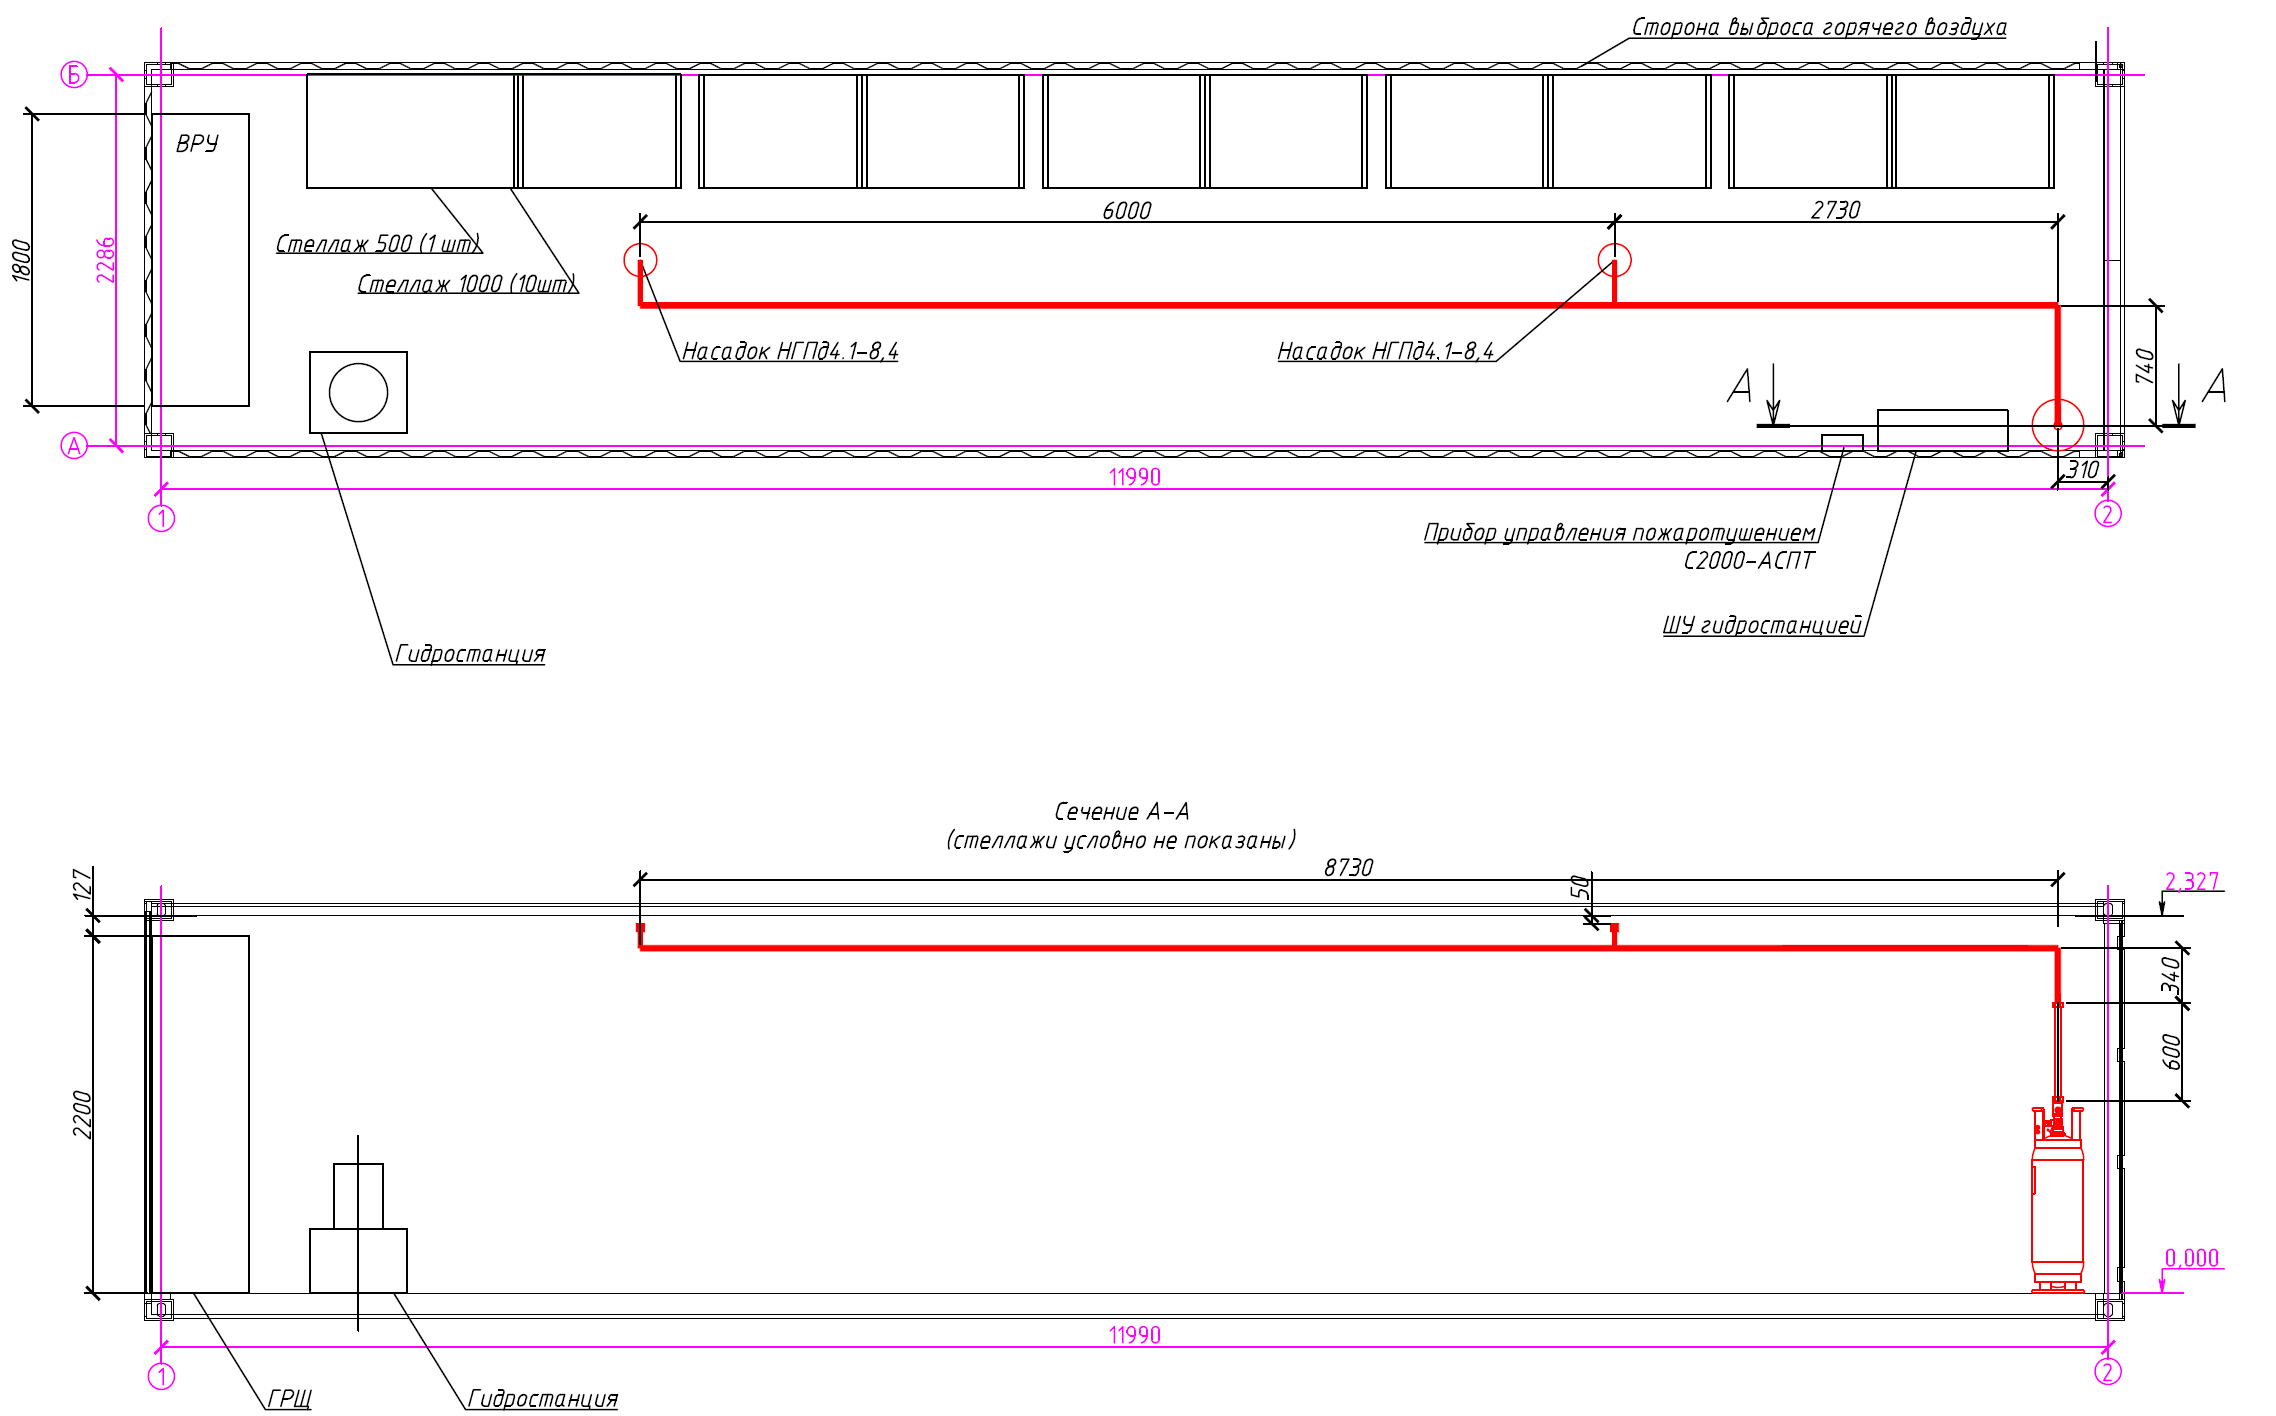 Сторона выброса горячего воздуха
Б
ВРУ
6000
2730
Стеллаж 500 (1 шт)
1800
2286
Стеллаж 1000 (10шт)
Насадок НГПд4.1-8,4
Насадок НГПд4.1-8,4
740
А
А
А
11990
310
1
2
Прибор управления пожаротушением
С2000-АСПТ
ШУ гидростанцией
Гидростанция
Сечение А-А
(стеллажи условно не показаны)
8730
127
50
2,327
340
600
2200
0,000
11990
1
2
ГРЩ
Гидростанция